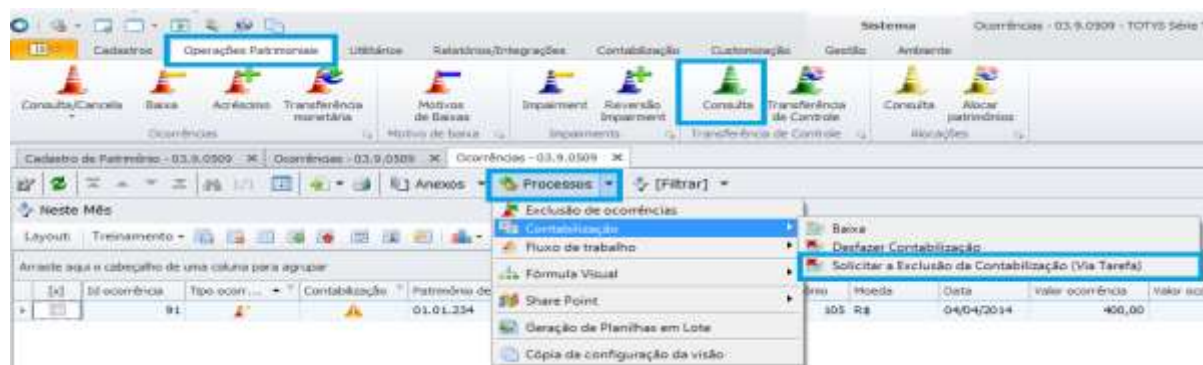 Sistema Ocorrências - 03.9.0509 - TOTVS Série
Cadastros Operações Patrimoniais Utilitários Relatórios/Integrações Contabilização Customização Gestão Ambiente
Consulta/Cancela Baixa Acréscimo Transferência monetária Motivos de Baixas Impairment Reversão Impairment Consulta Transferência de Controle Consulta Alocar patrimônios
Ocorrências Motivo de baixa Impairments Transferência de Controle Alocações
Cadastro de Patrimônio - 03.9.0509 Ocorrências - 03.9.0509 Ocorrências - 03.9.0509
Anexos Processos [Filtrar]
Neste Mês
Exclusão de ocorrências
Layout: Treinamento
Contabilização
Baixa
Fluxo de trabalho
Desfazer Contabilização
Arraste aqui o cabeçalho de uma coluna para agrupar
Fórmula Visual
Solicitar a Exclusão da Contabilização (Via Tarefa)
[x] Id ocorrência Tipo ocorr... Contabilização Patrimônio de
Share Point
Moeda Data Valor ocorrência
91 01.01.234
105 R$ 04/04/2014 400,00
Geração de Planilhas em Lote
Cópia da configuração da visão